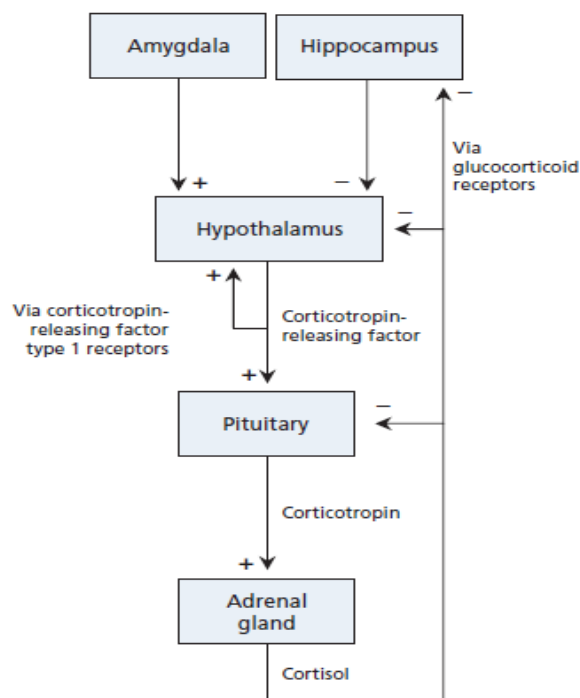 Amygdala
Hippocampus
−
Via
glucocorticoid
receptors
+
−
Hypothalamus
−
+
Via corticotropin-
releasing factor
type 1 receptors
Corticotropin-
releasing factor
+
−
Pituitary
Corticotropin
+
Adrenal
gland
Cortisol